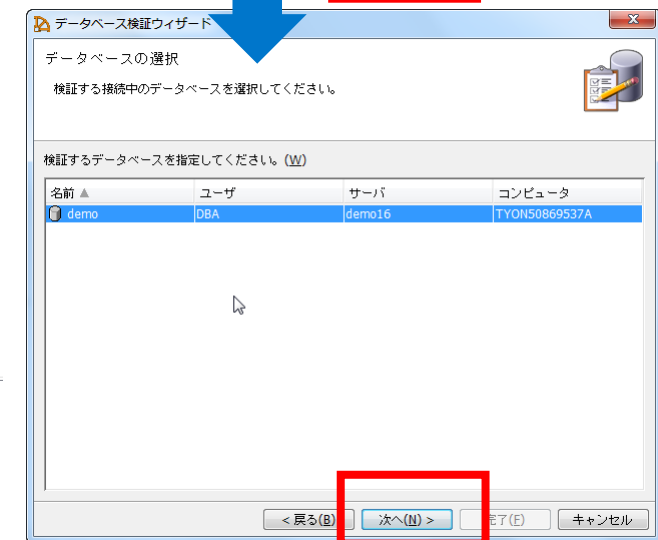 データベース検証ウィザード
データベースの選択
検証する接続中のデータベースを選択してください。
検証するデータベースを指定してください。(W)
名前 ユーザ サーバ コンピュータ
demo DBA demo16 TYON50869537A
< 戻る(B) 次へ(N) > 完了(E) キャンセル